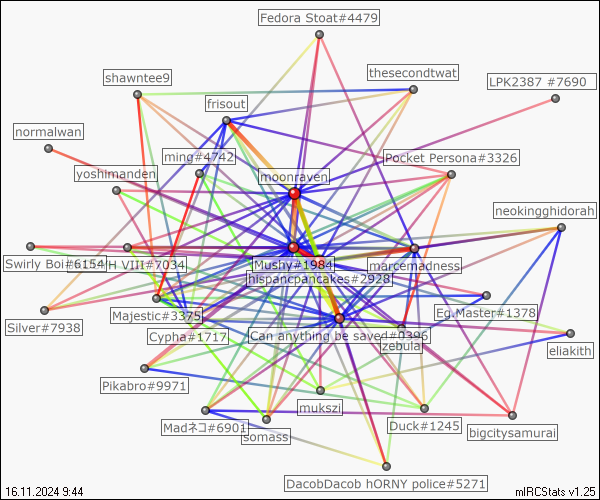 Fedora Stoat#4479
shawntee9
thesecondtwat
LPK2387 #7690
frisout
normalwan
ming#4742
Pocket Persona#3326
yoshimanden
moonraven
neokingghidorah
Swirly Boi#6154
H VIII#7034
Mushy#1984
marcemadness
hispancpancakes#2928
Silver#7938
Majestic#3375
Eg.Master#1378
Cypha#1717
Can anything be saved#0396
zebular
eliakith
Pikabro#9971
mukszi
Madネコ#6901
somass
Duck#1245
bigcitysamurai
DacobDacob hORNY police#5271
16.11.2024 9:44
mIRCStats v1.25